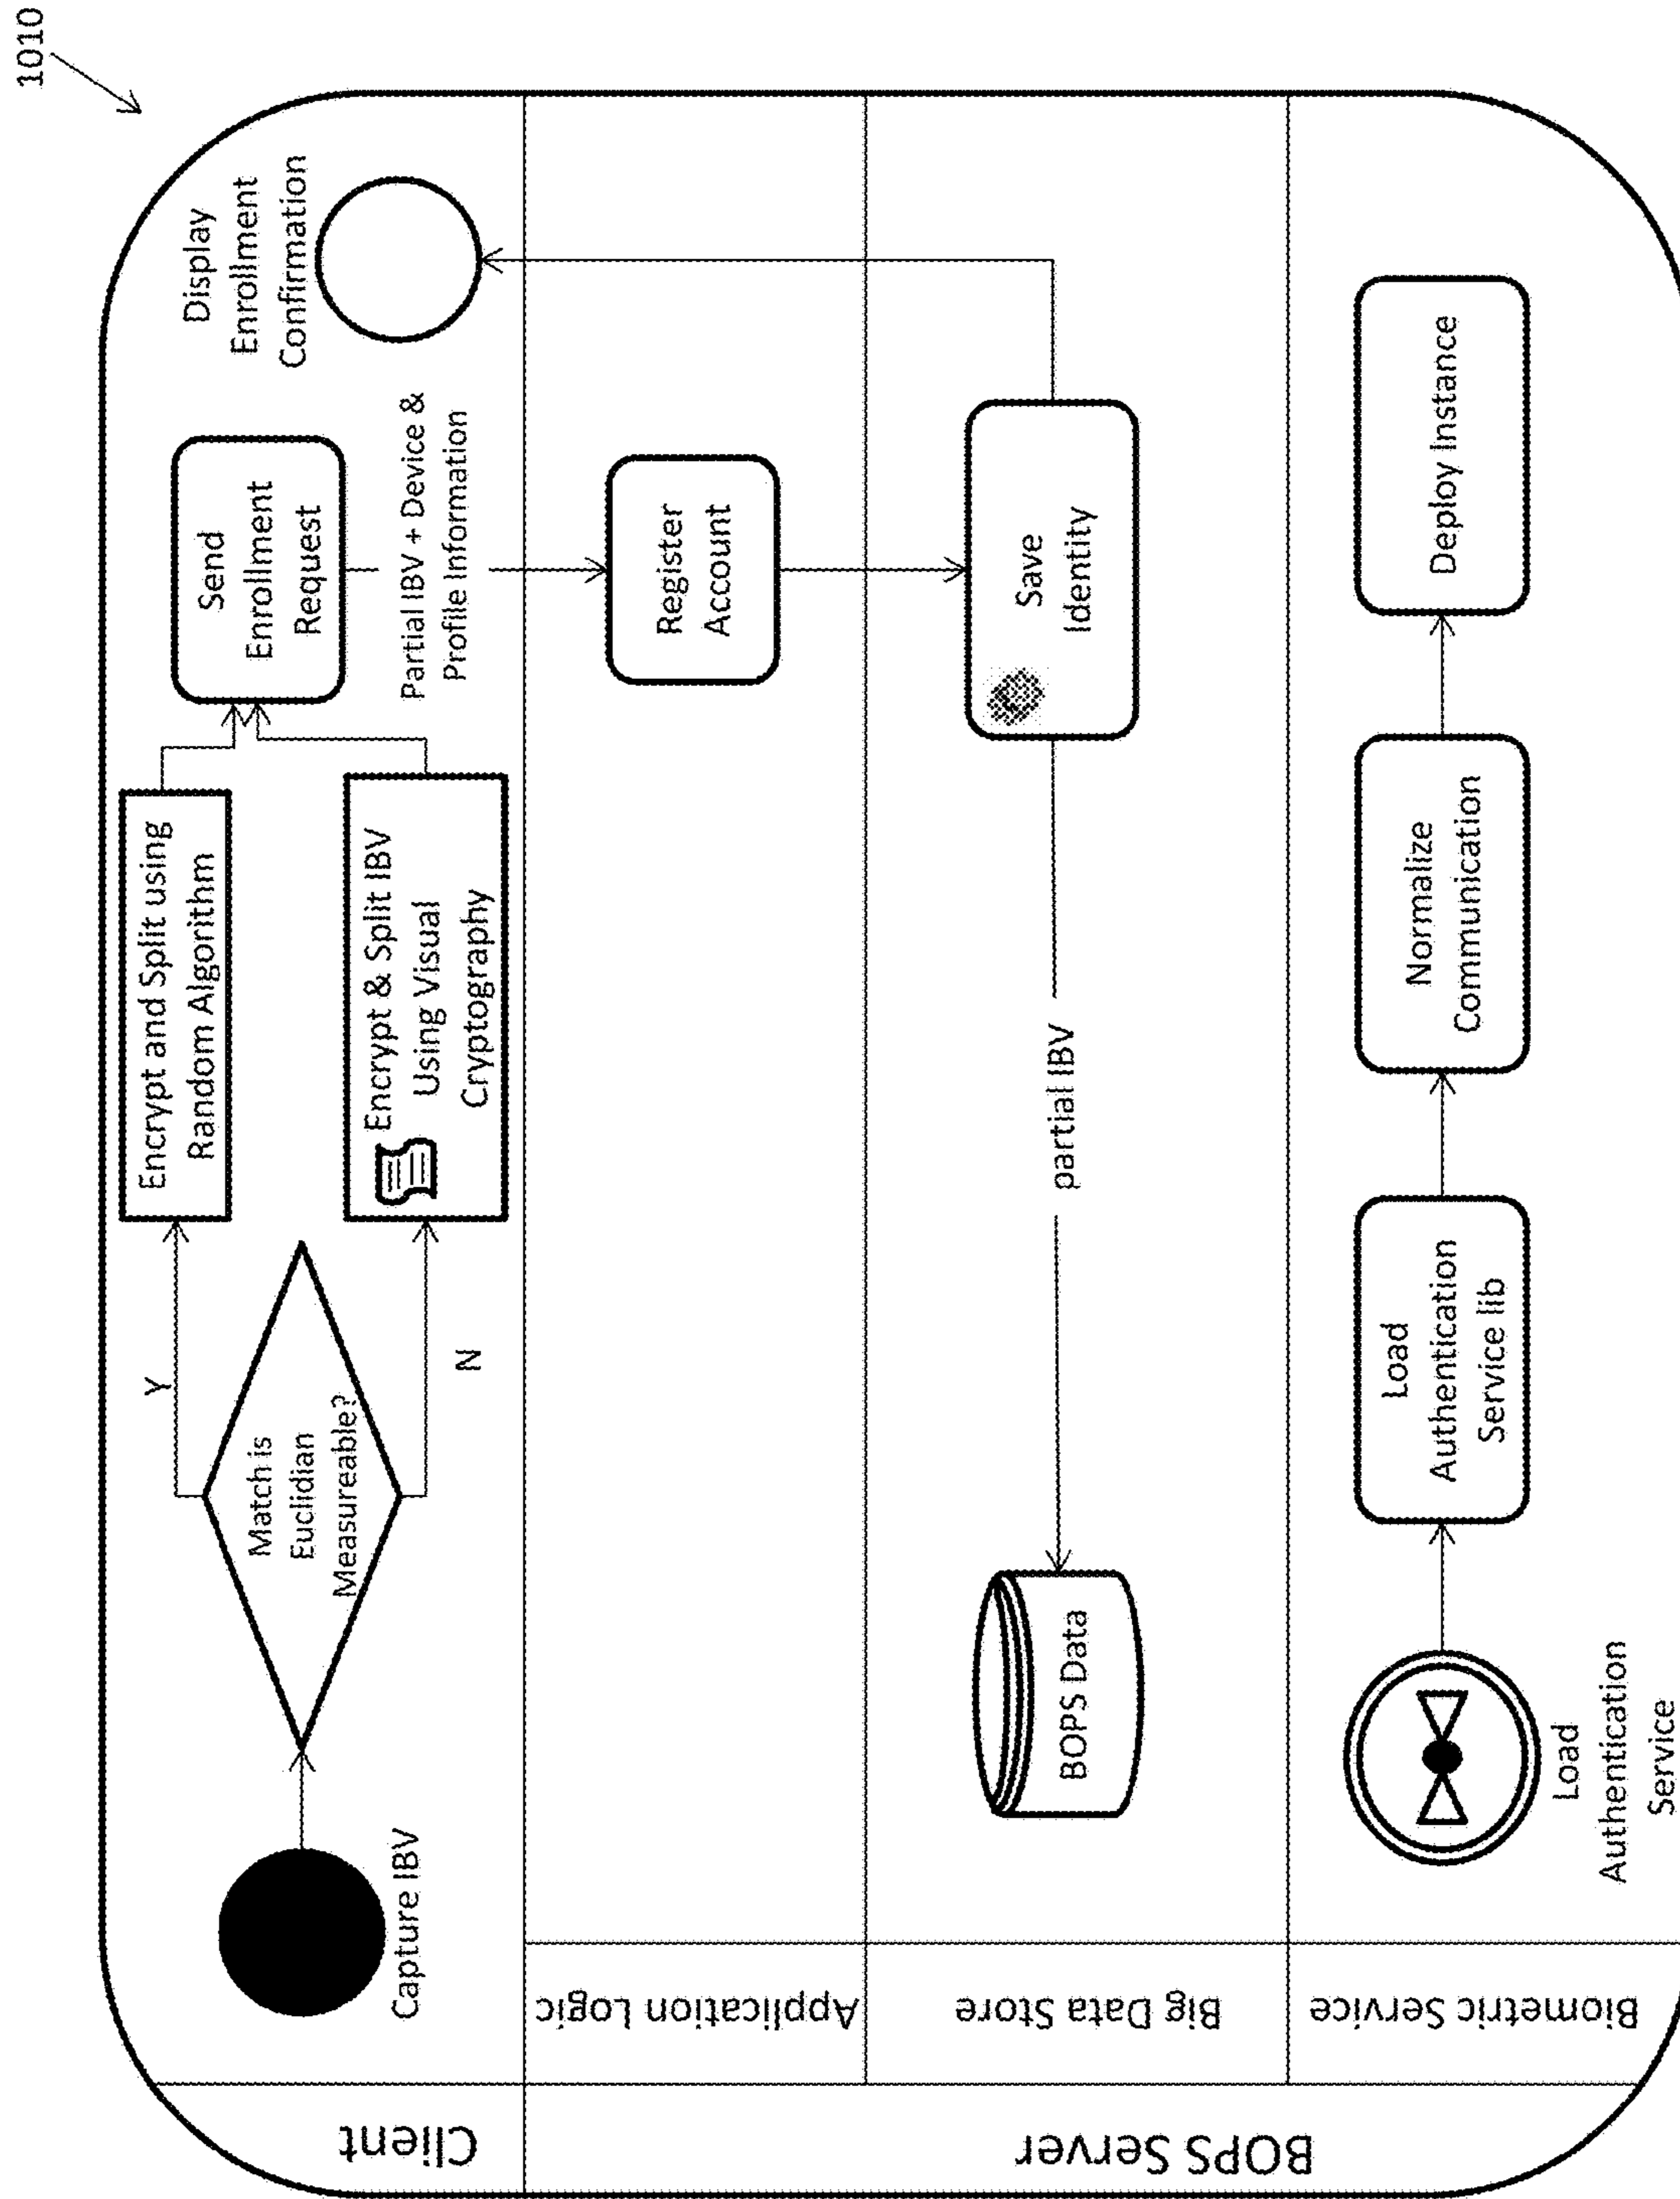 1010
Client
Capture IBV
Match is
Euclidian
Measureable?
Y
N
Encrypt and Split using
Random Algorithm
Encrypt & Split IBV
Using Visual
Cryptography
Send
Enrollment
Request
Partial IBV + Device &
Profile Information
Display
Enrollment
Confirmation
BOPS Server
Application Logic
Register
Account
Big Data Store
BOPS Data
partial IBV
Save
Identity
Biometric Service
Load
Authentication
Service
Load
Authentication
Service lib
Normalize
Communication
Deploy Instance